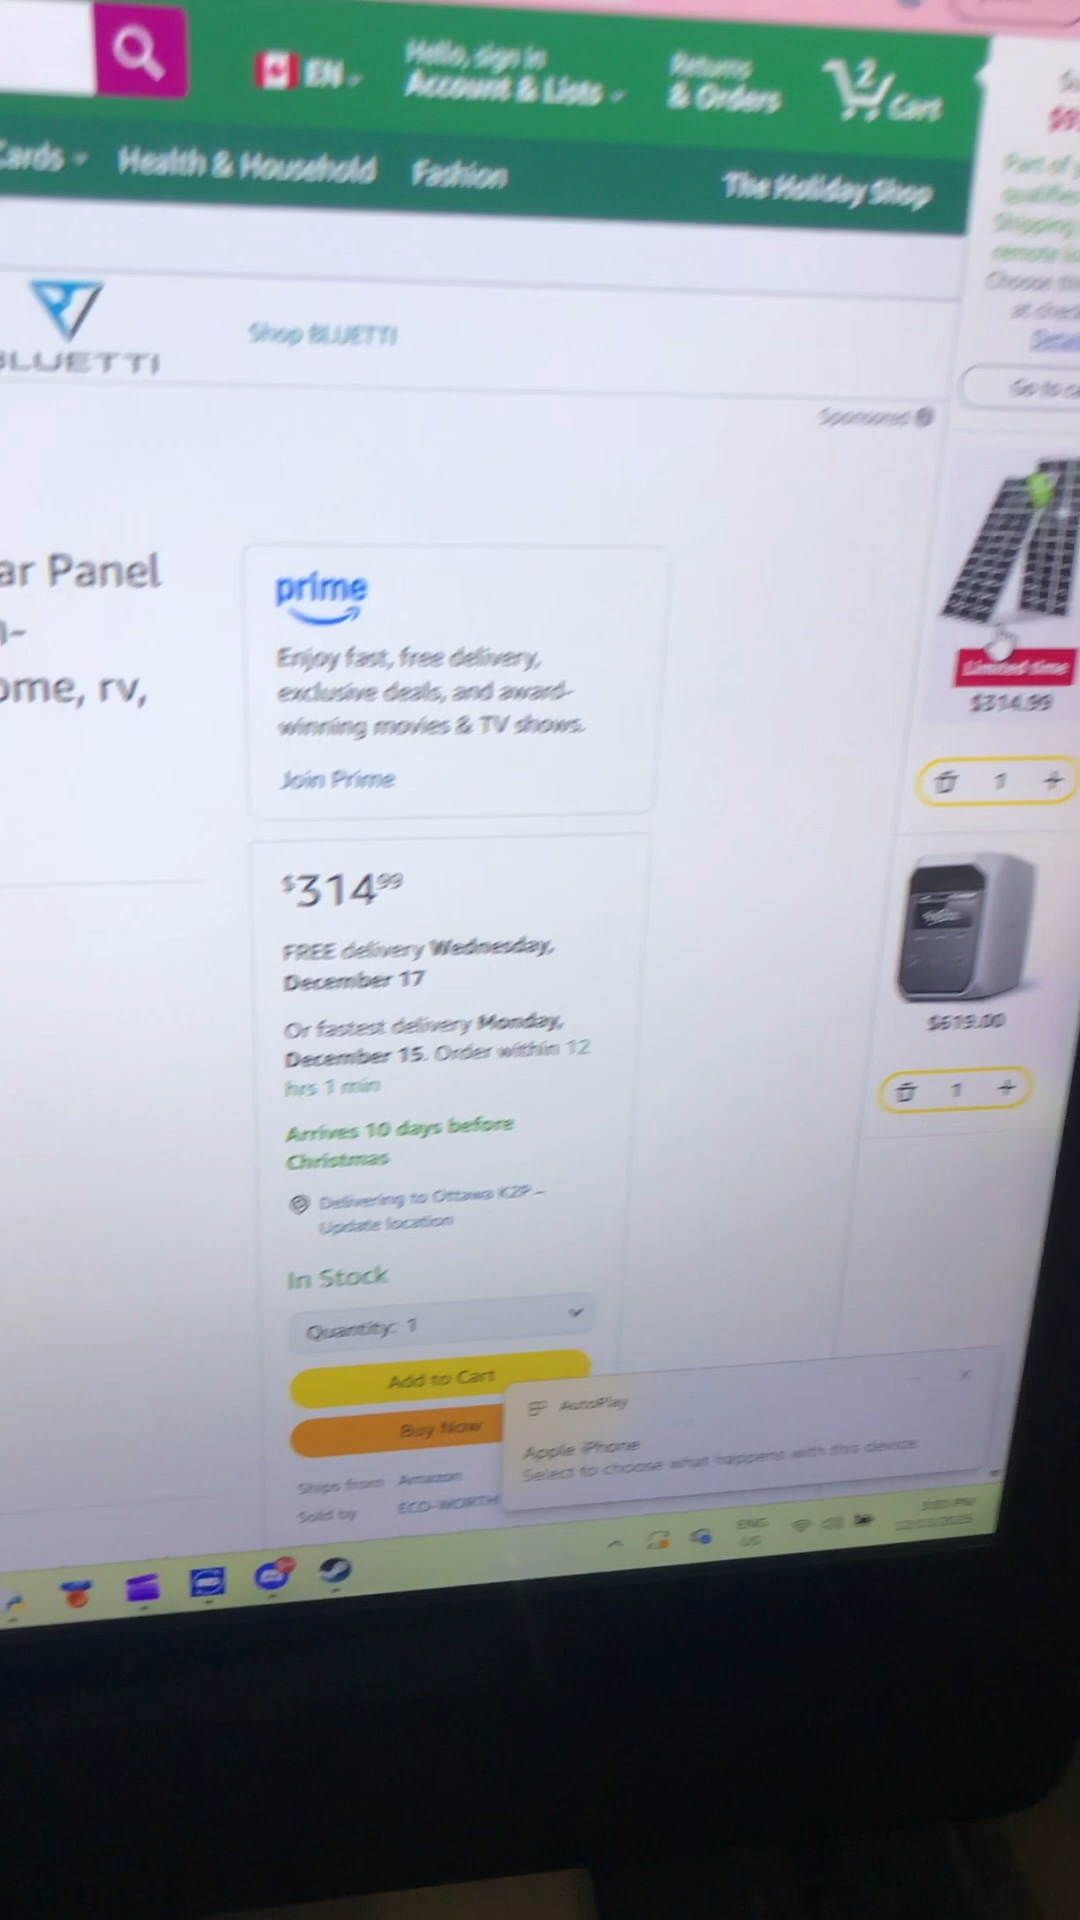 EN
Hello, sign in
Account & Lists
Returns
& Orders
2
Cart
Cards
Health & Household
Fashion
The Holiday Shop
Part of
Shipping
BLUETTI
Shop BLUETTI
Sponsored
ar Panel
ome, rv,
prime
Enjoy fast, free delivery,
exclusive deals, and award-
winning movies & TV shows.
Join Prime
Limited time
$314.99
1
$619.00
1
$314.99
FREE delivery Wednesday,
December 17
Or fastest delivery Monday,
December 15. Order within 12
hrs 1 min
Arrives 10 days before
Christmas
Delivering to Ottawa K2P –
Update location
In Stock
Quantity: 1
Add to Cart
Buy Now
Ships from Amazon
Sold by ECO-WORTH
AutoPlay
Apple iPhone
Select to choose what happens with this device.
ENG
US